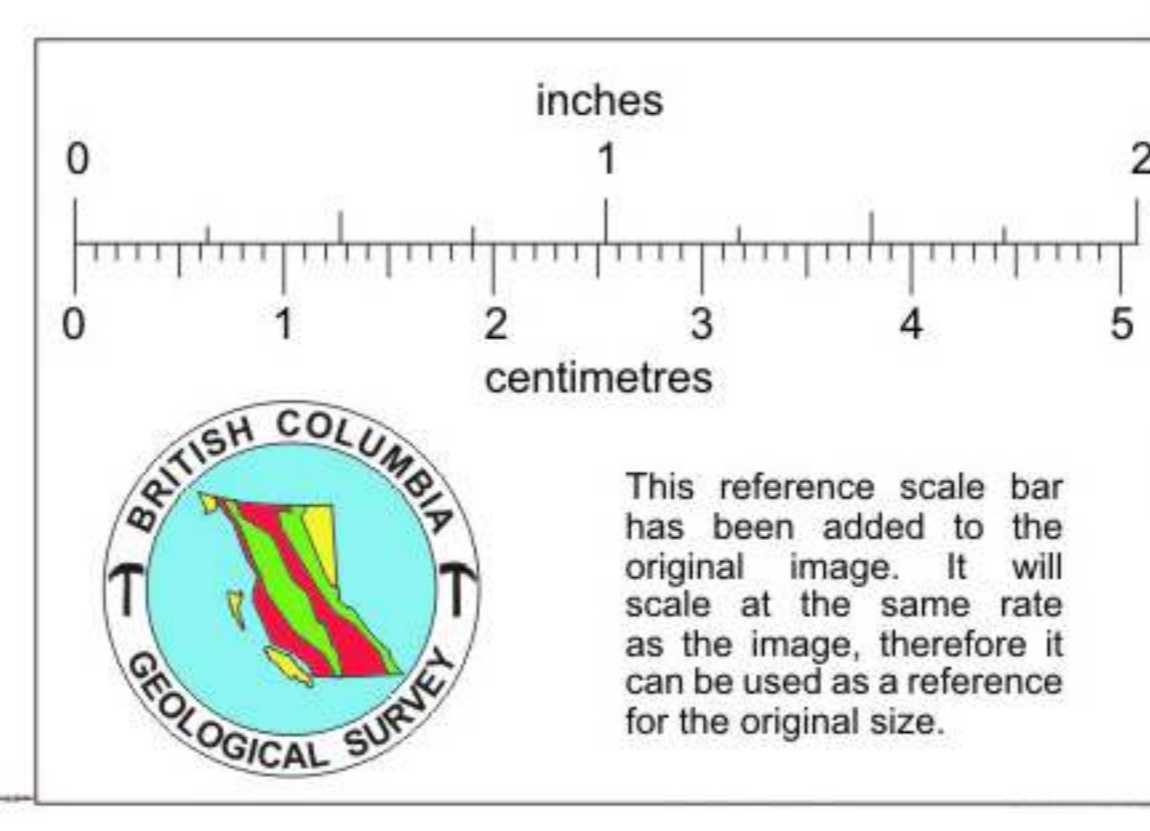 inches
0 1 2
0 1 2 3 4 5
centimetres
BRITISH COLUMBIA
GEOLOGICAL SURVEY
This reference scale bar
has been added to the
original image. It will
scale at the same rate
as the image, therefore it
can be used as a reference
for the original size.